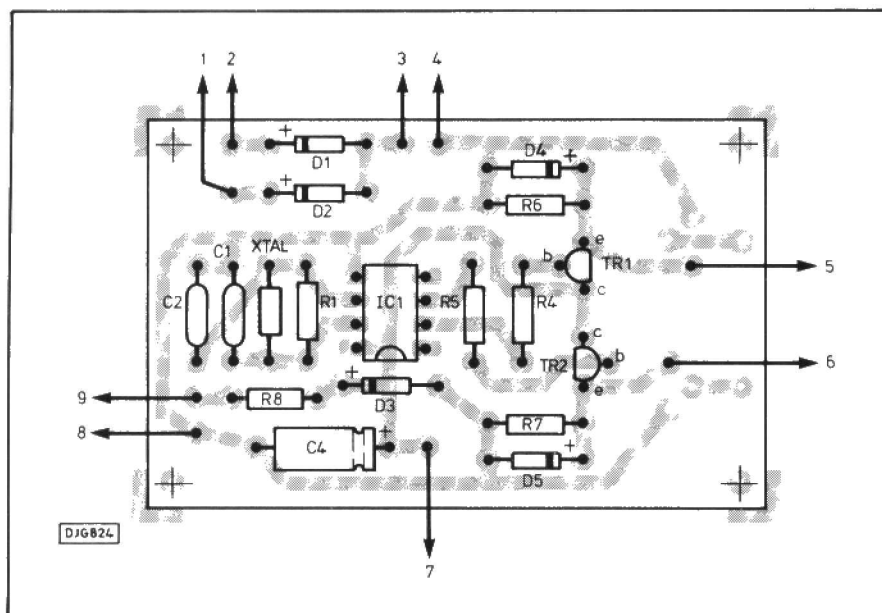 1 2 3 4
+ D1
+ D2
D4 +
R6
e
b TR1
c
5
C2 C1 XTAL R1 IC1 R5 R4
c
TR2 b
e
6
+ D3
9 R8
8
C4 +
R7
D5 +
7
DJG824